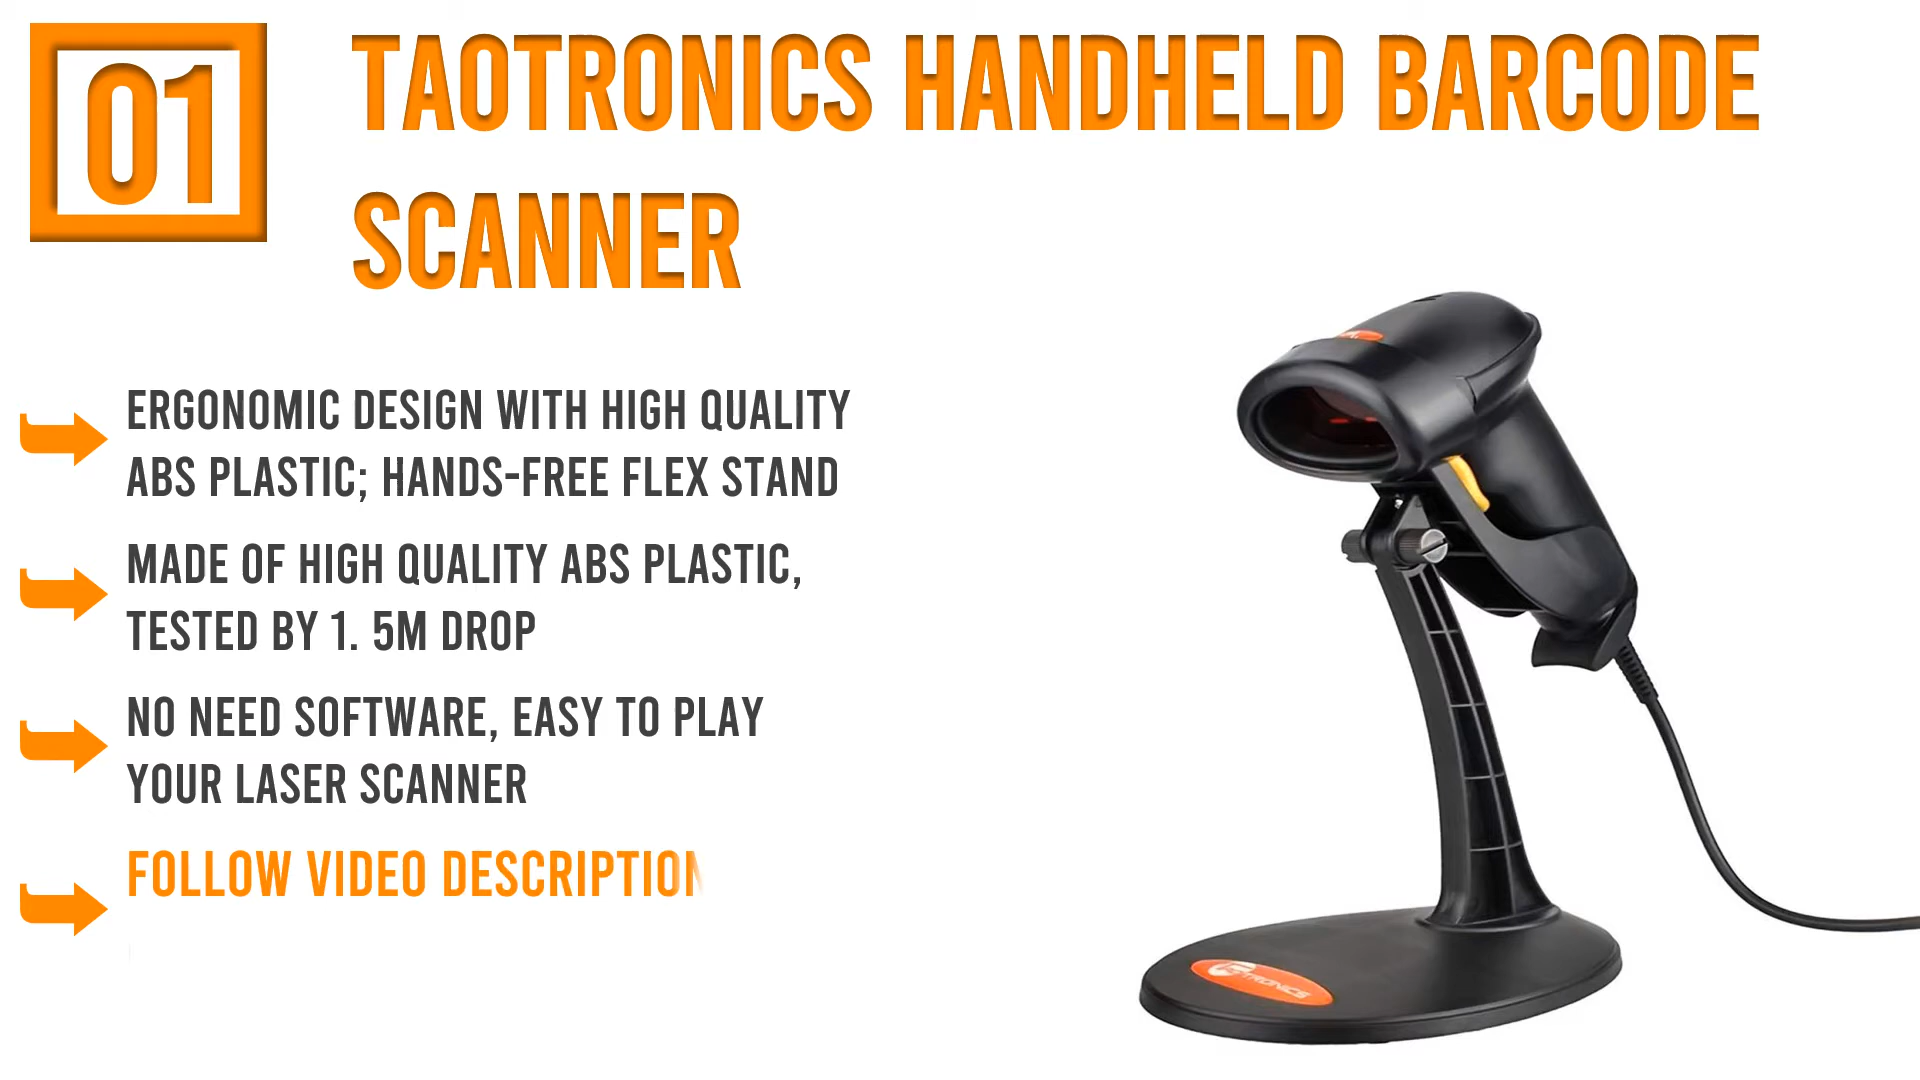 01
TAOTRONICS HANDHELD BARCODE
SCANNER
ERGONOMIC DESIGN WITH HIGH QUALITY
ABS PLASTIC; HANDS-FREE FLEX STAND
MADE OF HIGH QUALITY ABS PLASTIC,
TESTED BY 1. 5M DROP
NO NEED SOFTWARE, EASY TO PLAY
YOUR LASER SCANNER
FOLLOW VIDEO DESCRIPTION